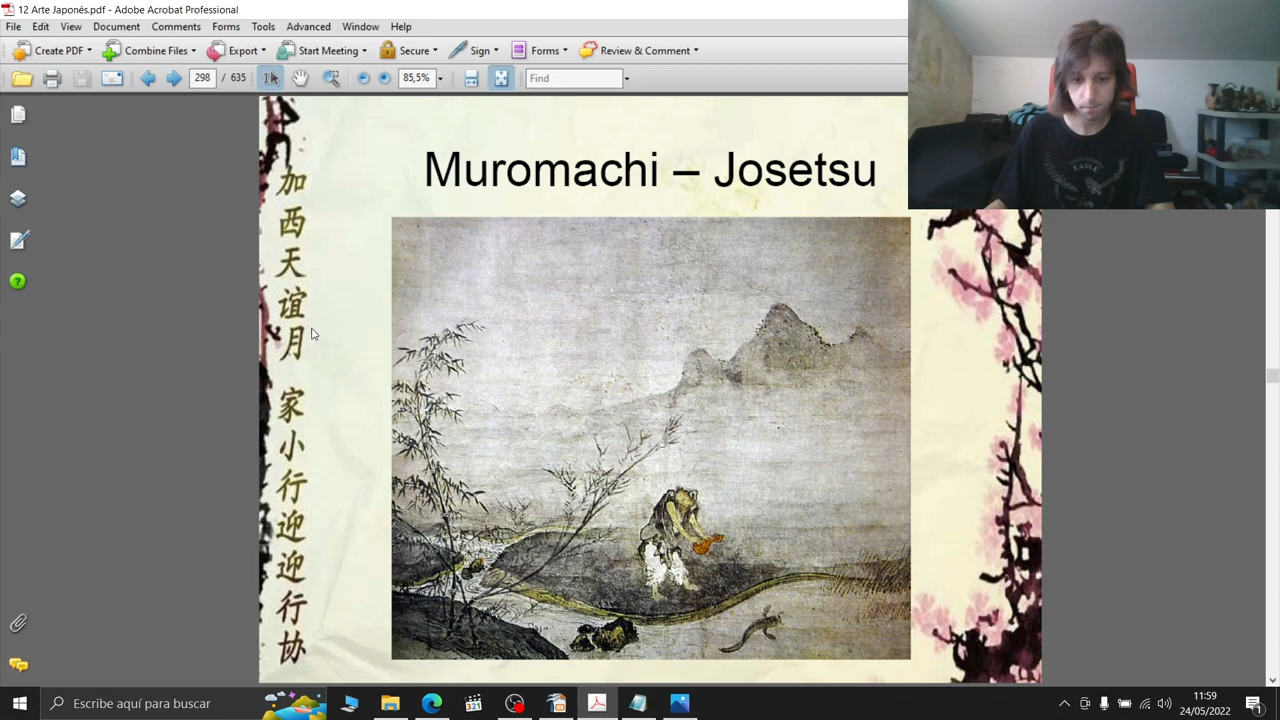 12 Arte Japonés.pdf - Adobe Acrobat Professional
File Edit View Document Comments Forms Tools Advanced Window Help
Create PDF Combine Files Export Start Meeting Secure Sign Forms Review & Comment
298 / 635 85,5% Find
Muromachi – Josetsu
加
西
天
谊
月
家
小
行
迎
迎
行
协
EAGLE
Escribe aquí para buscar
321
11:59
24/05/2022
1